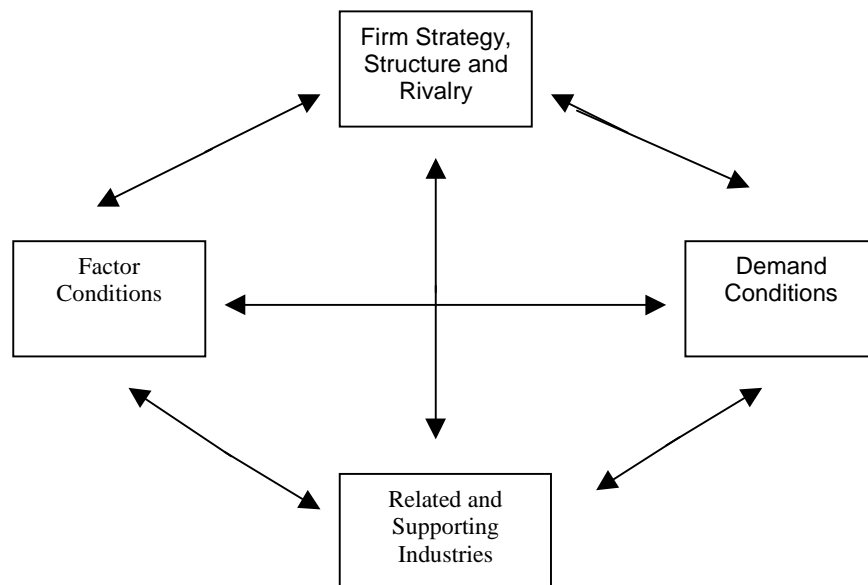 Firm Strategy,
Structure and
Rivalry
Factor
Conditions
Demand
Conditions
Related and
Supporting
Industries